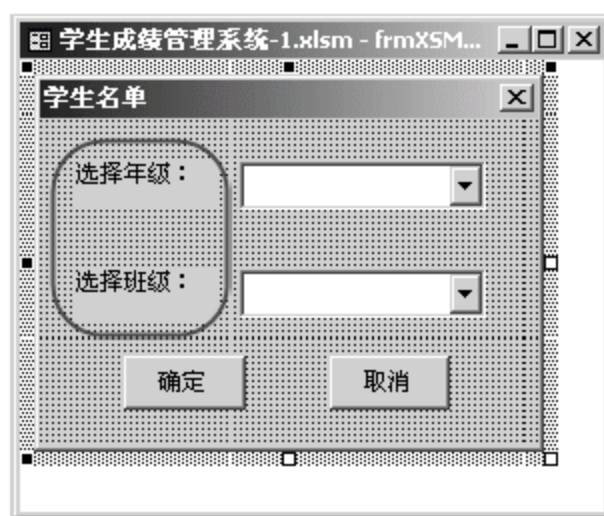 学生成绩管理系统-1.xlsm - frmXSM...
学生名单
选择年级：
选择班级：
确定
取消